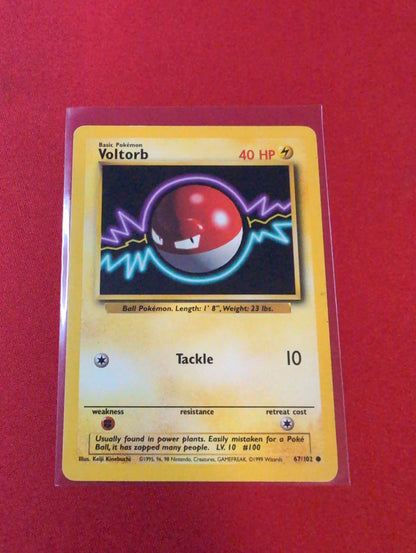 Basic Pokémon
Voltorb 40 HP
Ball Pokémon. Length: 1' 8", Weight: 23 lbs.
Tackle 10
weakness resistance retreat cost
Usually found in power plants. Easily mistaken for a Poké
Ball, it has zapped many people. LV. 10 #100
Illus. Keiji Kinebuchi ©1995, 96, 98 Nintendo, Creatures, GAMEFREAK. ©1999 Wizards. 67/102